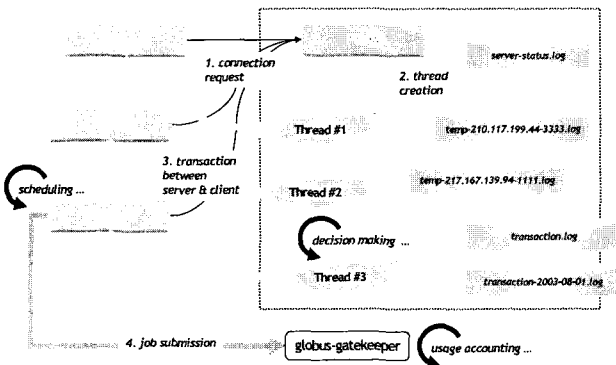 server-status.log
1. connection
request
2. thread
creation
Thread #1
temp-210.117.199.44-3333.log
3. transaction
between
server & client
temp-217.167.139.94-1111.log
scheduling ...
Thread #2
decision making ...
transaction.log
Thread #3
transaction-2003-08-01.log
4. job submission
globus-gatekeeper
usage accounting ...